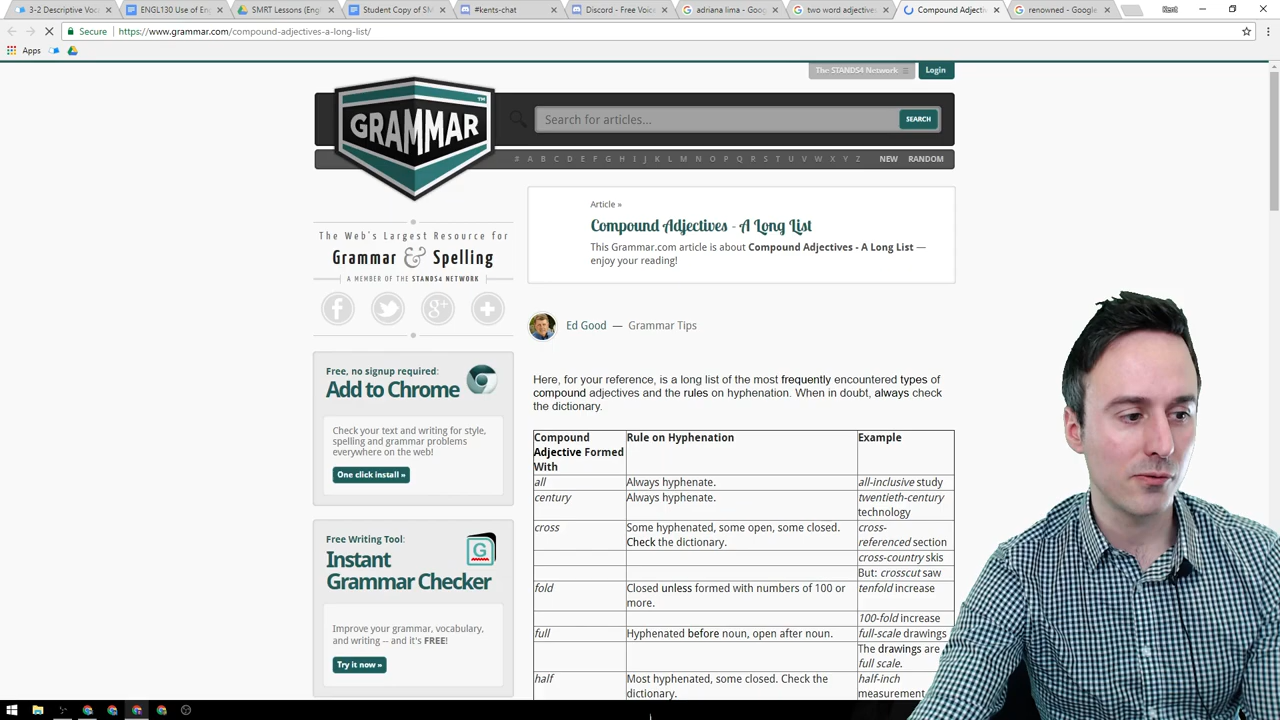 3-2 Descriptive Vocab
ENGL130 Use of Eng
SMRT Lessons (Engl
Student Copy of SM
#kents-chat
Discord - Free Voice
adriana lima - Goog
two word adjectives
Compound Adjectiv
renowned - Google
Kent
Secure
https://www.grammar.com/compound-adjectives-a-long-list/
Apps
The STANDS4 Network
Login
GRAMMAR
TM
Search for articles...
SEARCH
# A B C D E F G H I J K L M N O P Q R S T U V W X Y Z
NEW
RANDOM
Article »
Compound Adjectives - A Long List
This Grammar.com article is about Compound Adjectives - A Long List —
enjoy your reading!
The Web's Largest Resource for
Grammar & Spelling
A MEMBER OF THE STANDS4 NETWORK
Ed Good — Grammar Tips
Free, no signup required:
Add to Chrome
Check your text and writing for style,
spelling and grammar problems
everywhere on the web!
One click install »
Free Writing Tool:
Instant
Grammar Checker
Improve your grammar, vocabulary,
and writing -- and it's FREE!
Try it now »
Here, for your reference, is a long list of the most frequently encountered types of
compound adjectives and the rules on hyphenation. When in doubt, always check
the dictionary.
Compound
Adjective Formed
With
Rule on Hyphenation
Example
all
Always hyphenate.
all-inclusive study
century
Always hyphenate.
twentieth-century
technology
cross
Some hyphenated, some open, some closed.
Check the dictionary.
cross-
referenced section
cross-country skis
But: crosscut saw
fold
Closed unless formed with numbers of 100 or
more.
tenfold increase
100-fold increase
full
Hyphenated before noun, open after noun.
full-scale drawings
The drawings are
full scale.
half
Most hyphenated, some closed. Check the
dictionary.
half-inch
measurement